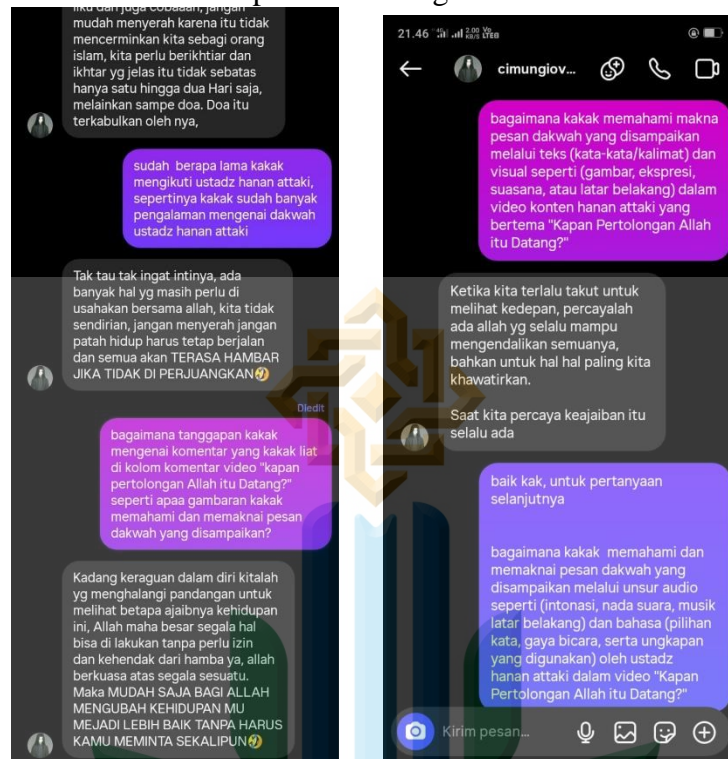 liku dan juga cobaaan, jangan
mudah menyerah karena itu tidak
mencerminkan kita sebagi orang
islam, kita perlu berikhtiar dan
ikhtar yg jelas itu tidak sebatas
hanya satu hingga dua Hari saja,
melainkan sampe doa. Doa itu
terkabulkan oleh nya,
sudah berapa lama kakak
mengikuti ustadz hanan attaki,
sepertinya kakak sudah banyak
pengalaman mengenai dakwah
ustadz hanan attaki
Tak tau tak ingat intinya, ada
banyak hal yg masih perlu di
usahakan bersama allah, kita tidak
sendirian, jangan menyerah jangan
patah hidup harus tetap berjalan
dan semua akan TERASA HAMBAR
JIKA TIDAK DI PERJUANGKAN🤣
Diedit
bagaimana tanggapan kakak
mengenai komentar yang kakak liat
di kolom komentar video "kapan
pertolongan Allah itu Datang?"
seperti apaa gambaran kakak
memahami dan memaknai pesan
dakwah yang disampaikan?
Kadang keraguan dalam diri kitalah
yg menghalangi pandangan untuk
melihat betapa ajaibnya kehidupan
ini, Allah maha besar segala hal
bisa di lakukan tanpa perlu izin
dan kehendak dari hamba ya, allah
berkuasa atas segala sesuatu.
Maka MUDAH SAJA BAGI ALLAH
MENGUBAH KEHIDUPAN MU
MEJADI LEBIH BAIK TANPA HARUS
KAMU MEMINTA SEKALIPUN🤣
21.46 2.00 KB/S
cimungiov...
bagaimana kakak memahami makna
pesan dakwah yang disampaikan
melalui teks (kata-kata/kalimat) dan
visual seperti (gambar, ekspresi,
suasana, atau latar belakang) dalam
video konten hanan attaki yang
bertema "Kapan Pertolongan Allah
itu Datang?"
Ketika kita terlalu takut untuk
melihat kedepan, percayalah
ada allah yg selalu mampu
mengendalikan semuanya,
bahkan untuk hal hal paling kita
khawatirkan.
Saat kita percaya keajaiban itu
selalu ada
baik kak, untuk pertanyaan
selanjutnya
bagaimana kakak memahami dan
memaknai pesan dakwah yang
disampaikan melalui unsur audio
seperti (intonasi, nada suara, musik
latar belakang) dan bahasa (pilihan
kata, gaya bicara, serta ungkapan
yang digunakan) oleh ustadz
hanan attaki dalam video "Kapan
Pertolongan Allah itu Datang?"
Kirim pesan...